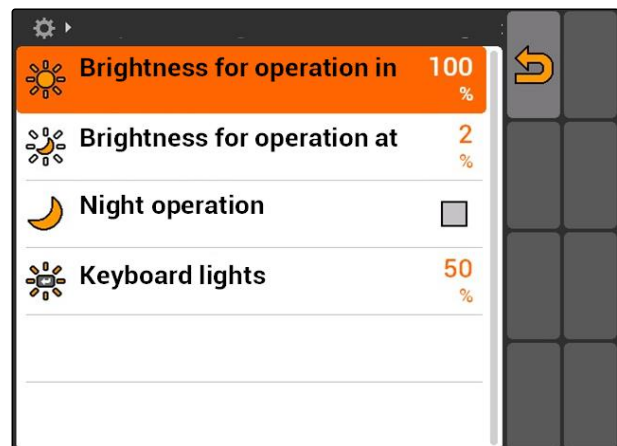 Brightness for operation in 100
%
Brightness for operation at 2
%
Night operation
Keyboard lights 50
%